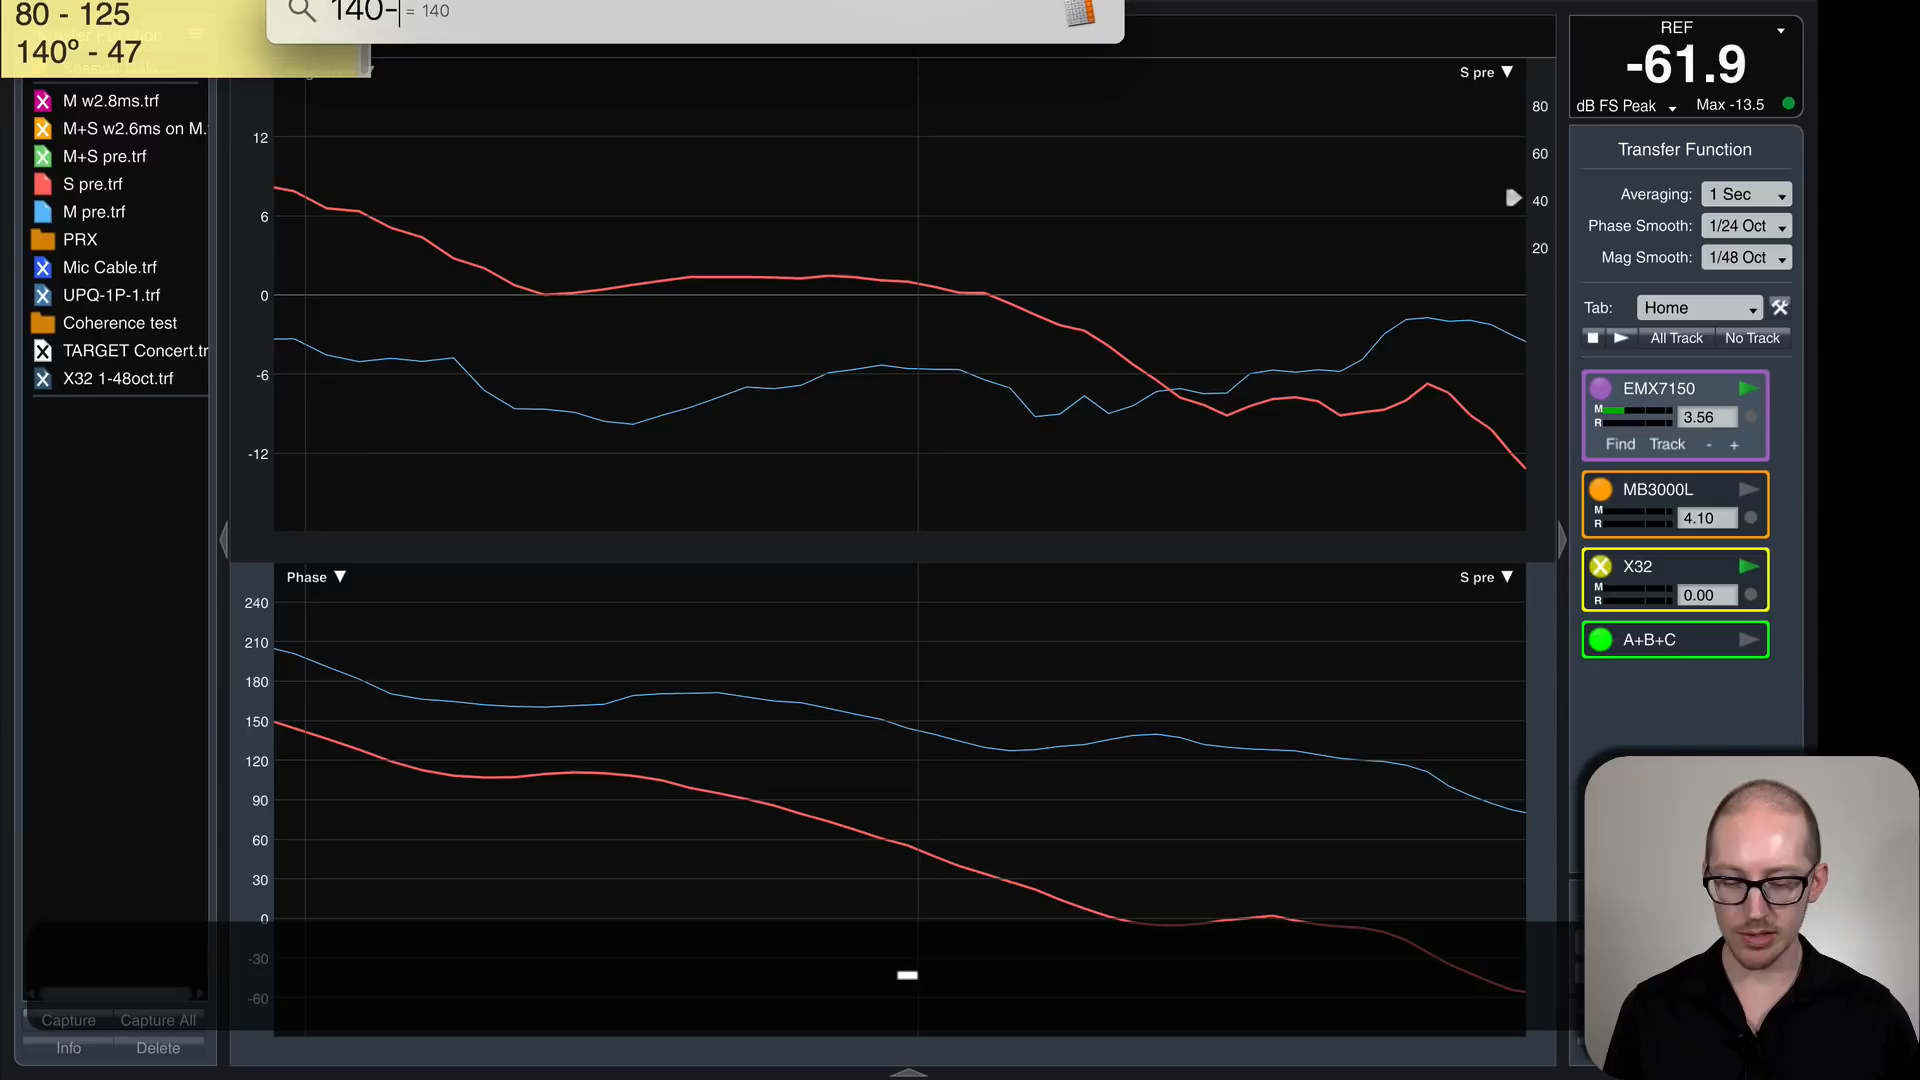 80 - 125
140º - 47
140- = 140
M w2.8ms.trf
M+S w2.6ms on M.
M+S pre.trf
S pre.trf
M pre.trf
PRX
Mic Cable.trf
UPQ-1P-1.trf
Coherence test
TARGET Concert.tr
X32 1-48oct.trf
Capture Capture All
Info Delete
S pre ▼
12
6
0
-6
-12
80
60
40
20
Phase ▼
S pre ▼
240
210
180
150
120
90
60
30
0
-30
-60
REF
-61.9
dB FS Peak Max -13.5
Transfer Function
Averaging: 1 Sec
Phase Smooth: 1/24 Oct
Mag Smooth: 1/48 Oct
Tab: Home
All Track No Track
EMX7150
M
R
3.56
Find Track - +
MB3000L
M
R
4.10
X32
M
R
0.00
A+B+C